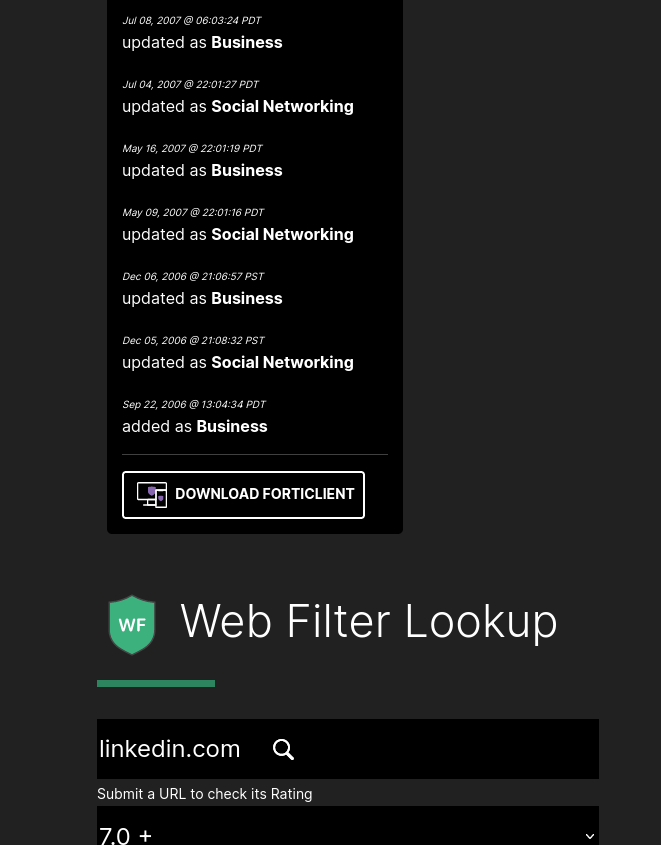 Jul 08, 2007 @ 06:03:24 PDT
updated as Business
Jul 04, 2007 @ 22:01:27 PDT
updated as Social Networking
May 16, 2007 @ 22:01:19 PDT
updated as Business
May 09, 2007 @ 22:01:16 PDT
updated as Social Networking
Dec 06, 2006 @ 21:06:57 PST
updated as Business
Dec 05, 2006 @ 21:08:32 PST
updated as Social Networking
Sep 22, 2006 @ 13:04:34 PDT
added as Business
DOWNLOAD FORTICLIENT
WF Web Filter Lookup
linkedin.com
Submit a URL to check its Rating
7.0 +